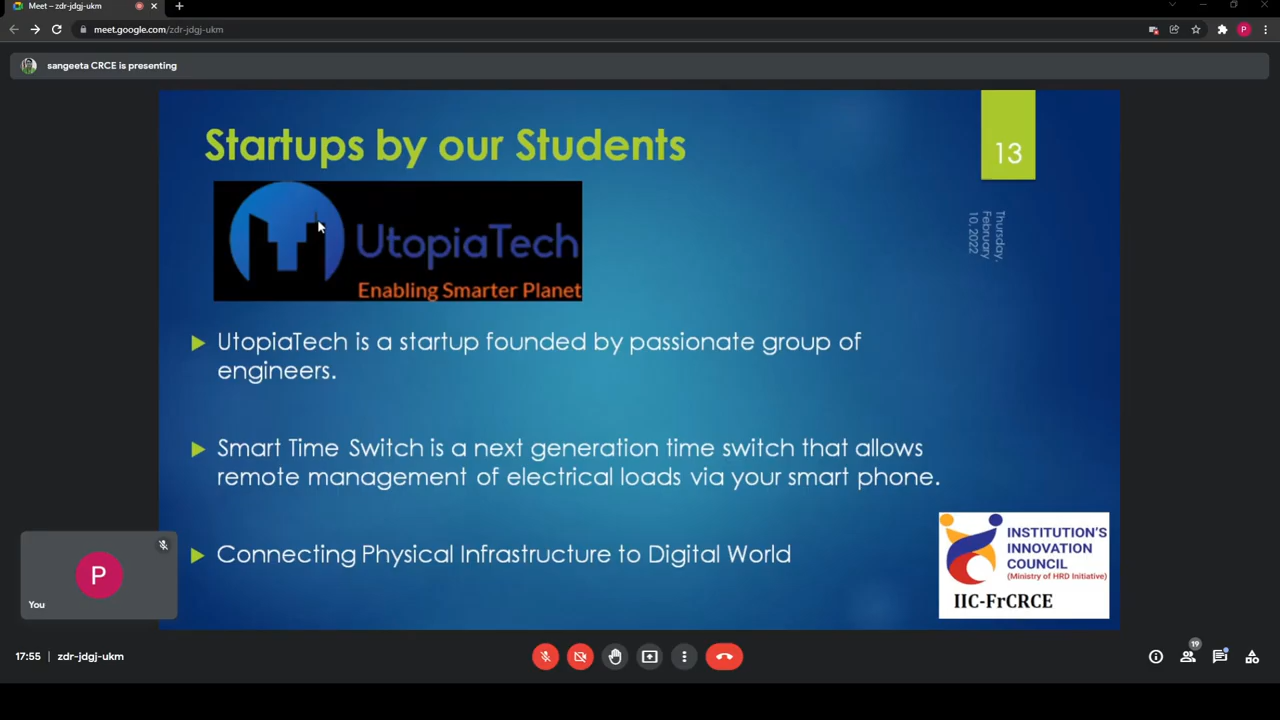 Meet – zdr-jdgj-ukm
meet.google.com/zdr-jdgj-ukm
P
sangeeta CRCE is presenting
Startups by our Students
13
Thursday,
February
10, 2022
UtopiaTech
Enabling Smarter Planet
UtopiaTech is a startup founded by passionate group of
engineers.
Smart Time Switch is a next generation time switch that allows
remote management of electrical loads via your smart phone.
Connecting Physical Infrastructure to Digital World
INSTITUTION'S
INNOVATION
COUNCIL
(Ministry of HRD Initiative)
IIC-FrCRCE
P
You
17:55 | zdr-jdgj-ukm
19